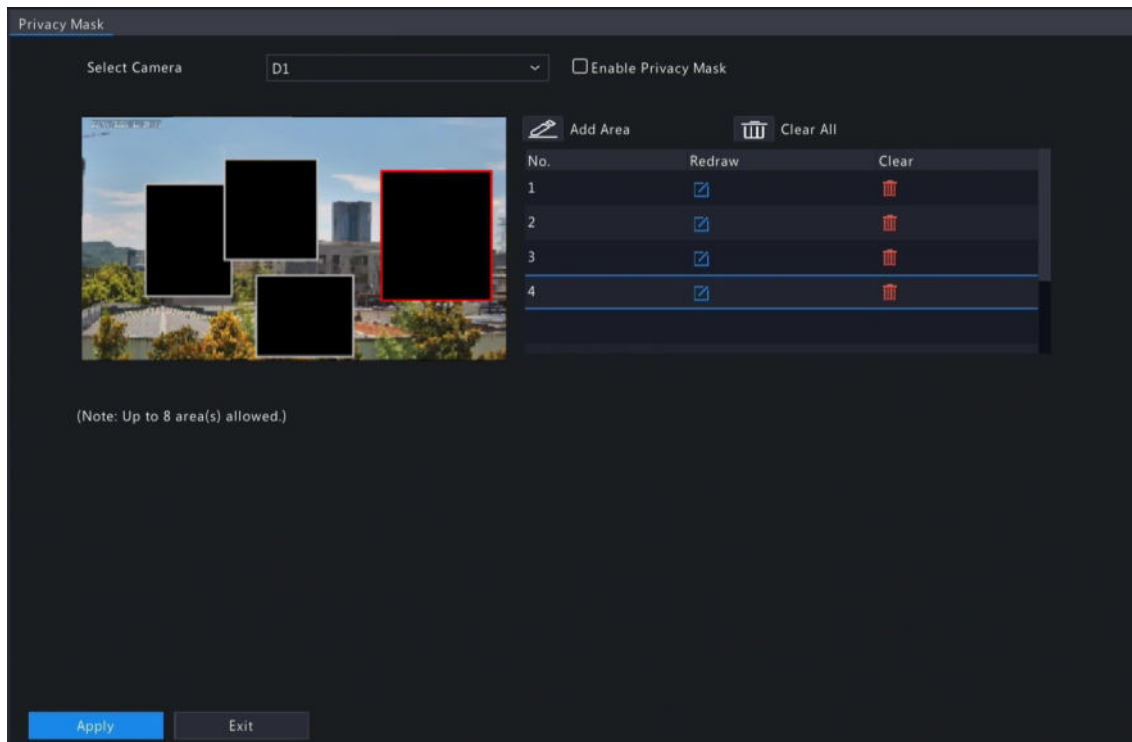 Privacy Mask
Select Camera D1 Enable Privacy Mask
Add Area Clear All
No. Redraw Clear
1
2
3
4
(Note: Up to 8 area(s) allowed.)
Apply Exit